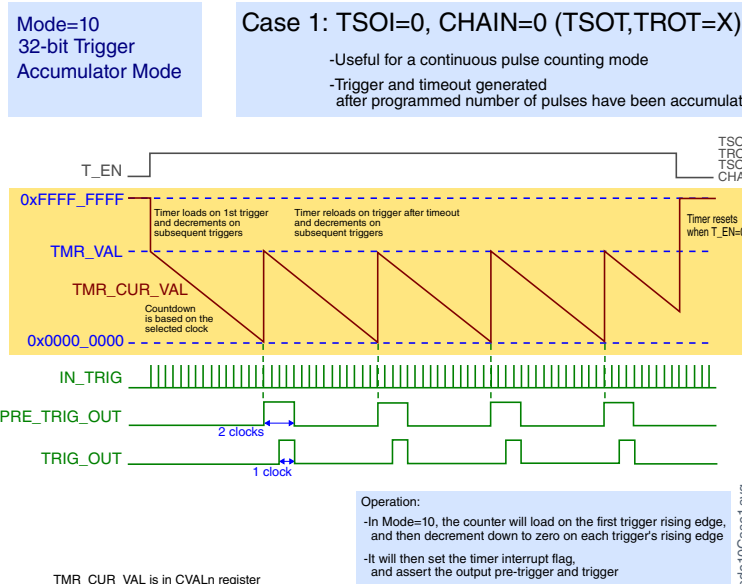 Mode=10
32-bit Trigger
Accumulator Mode
Case 1: TSOI=0, CHAIN=0 (TSOT,TROT=X)
-Useful for a continuous pulse counting mode
-Trigger and timeout generated
after programmed number of pulses have been
T_EN
0xFFFF_FFFF
Timer loads on 1st trigger
and decrements on
subsequent triggers
Timer reloads on trigger after timeout
and decrements on
subsequent triggers
Timer resets
when
TMR_VAL
TMR_CUR_VAL
Countdown
is based on the
selected clock
0x0000_0000
IN_TRIG
PRE_TRIG_OUT
2 clocks
TRIG_OUT
1 clock
Operation:
-In Mode=10, the counter will load on the first trigger rising edge,
and then decrement down to zero on each trigger's rising edge
-It will then set the timer interrupt flag,
and assert the output pre-trigger and trigger
TMR_CUR_VAL is in CVALn register